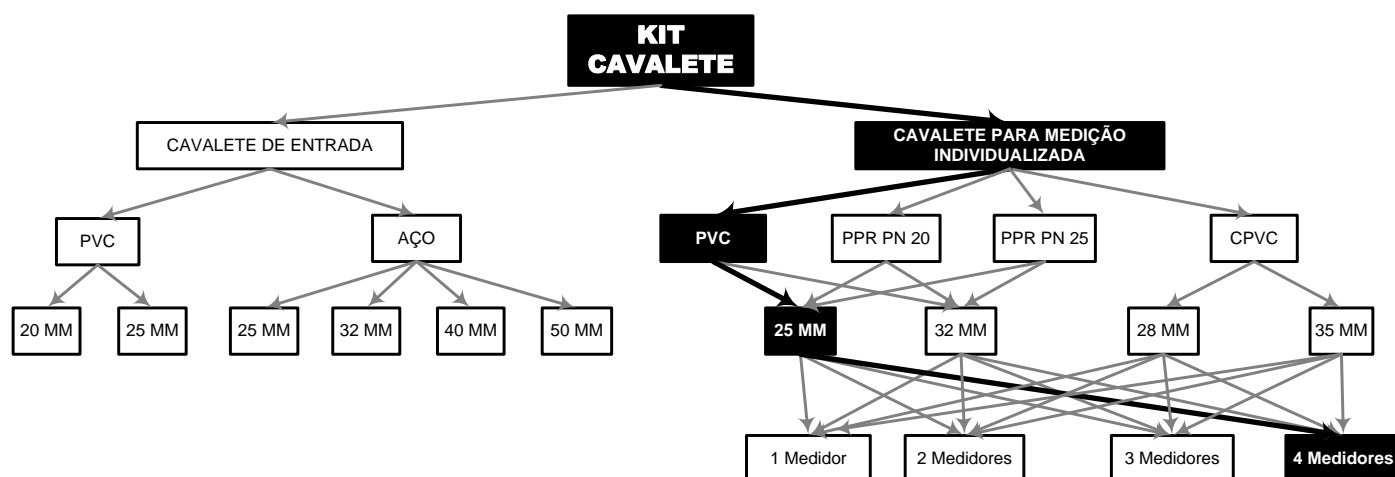 KIT
CAVALETE
CAVALETE DE ENTRADA
CAVALETE PARA MEDIÇÃO
INDIVIDUALIZADA
PVC
AÇO
PVC
PPR PN 20
PPR PN 25
CPVC
20 MM
25 MM
25 MM
32 MM
40 MM
50 MM
25 MM
32 MM
28 MM
35 MM
1 Medidor
2 Medidores
3 Medidores
4 Medidores